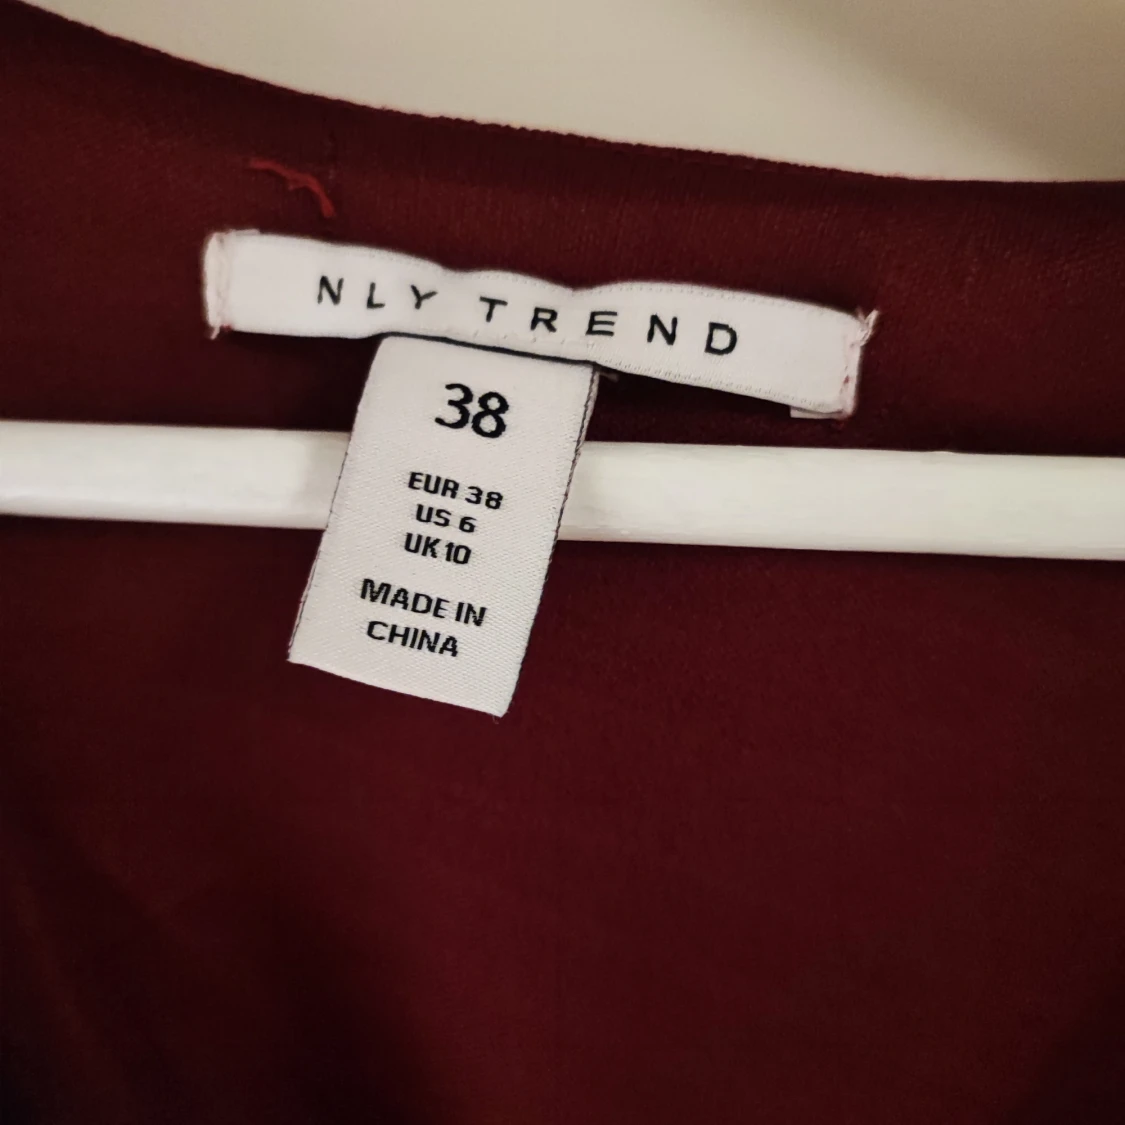 NLY TREND
38
EUR 38
US 6
UK 10
MADE IN
CHINA